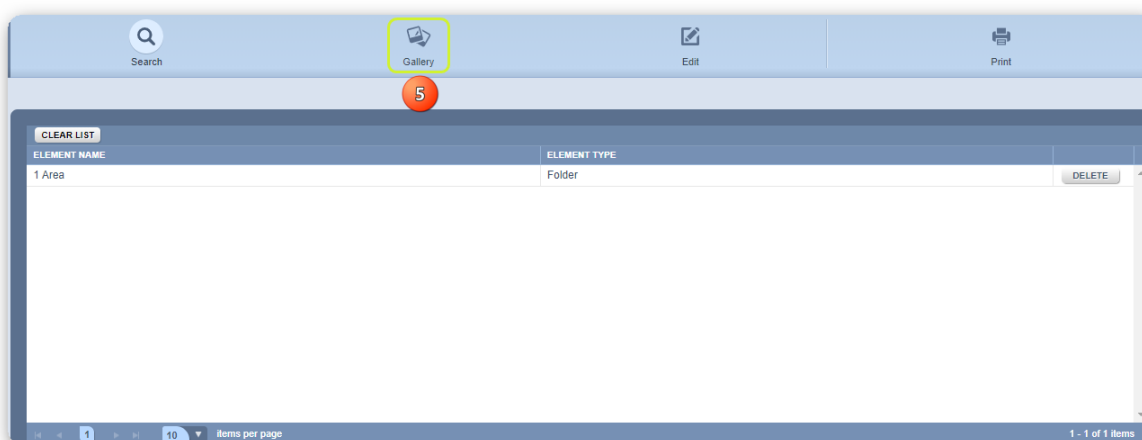 Search Gallery Edit Print
5
CLEAR LIST
ELEMENT NAME ELEMENT TYPE
1 Area Folder DELETE
1 10 items per page 1 - 1 of 1 items